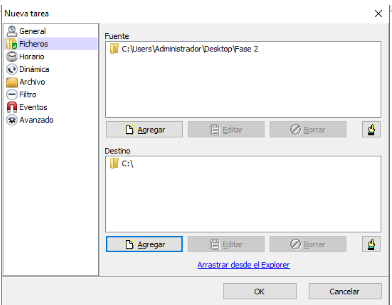 Nueva tarea
General
Ficheros
Horario
Dinámica
Archivo
Filtro
Eventos
Avanzado
Fuente
C:\Users\Administrador\Desktop\Fase 2
Agregar
Editar
Borrar
Destino
C:\
Agregar
Editar
Borrar
Arrastrar desde el Explorer
OK
Cancelar